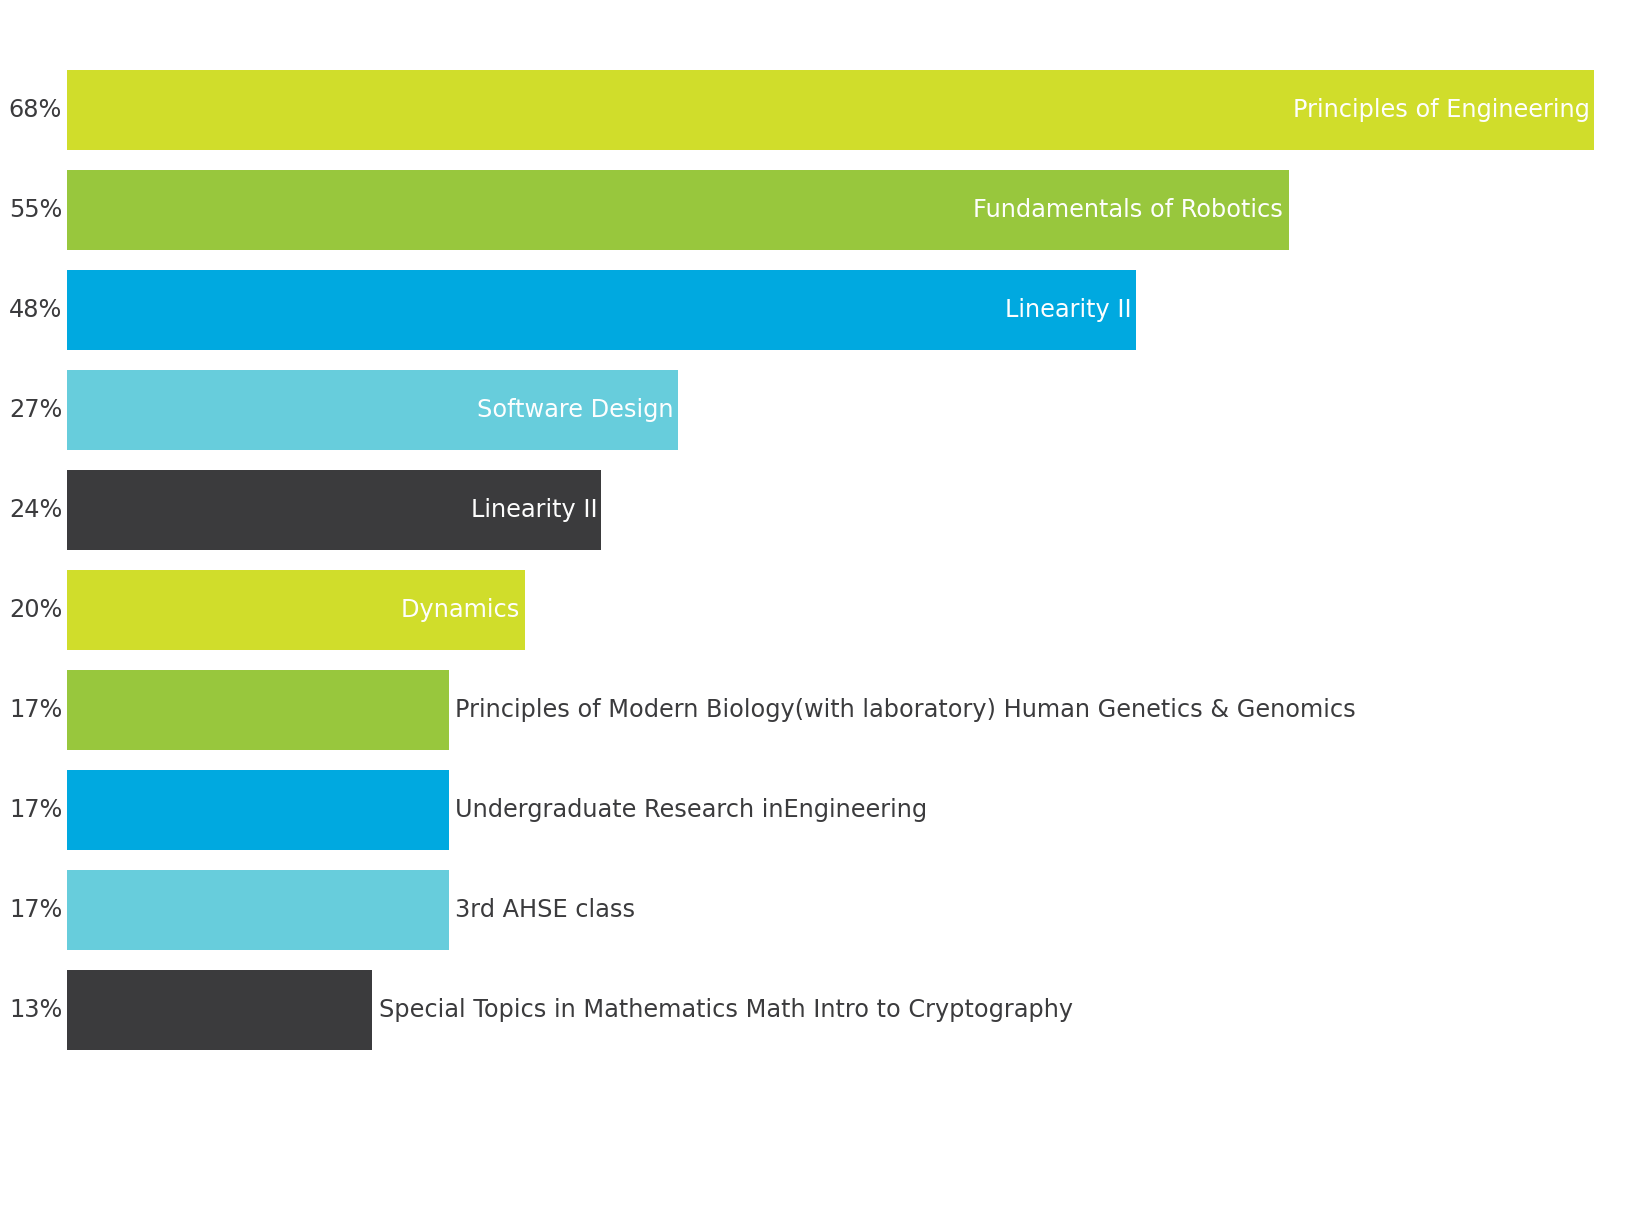 68% Principles of Engineering
55% Fundamentals of Robotics
48% Linearity II
27% Software Design
24% Linearity II
20% Dynamics
17% Principles of Modern Biology(with laboratory) Human Genetics & Genomics
17% Undergraduate Research inEngineering
17% 3rd AHSE class
13% Special Topics in Mathematics Math Intro to Cryptography